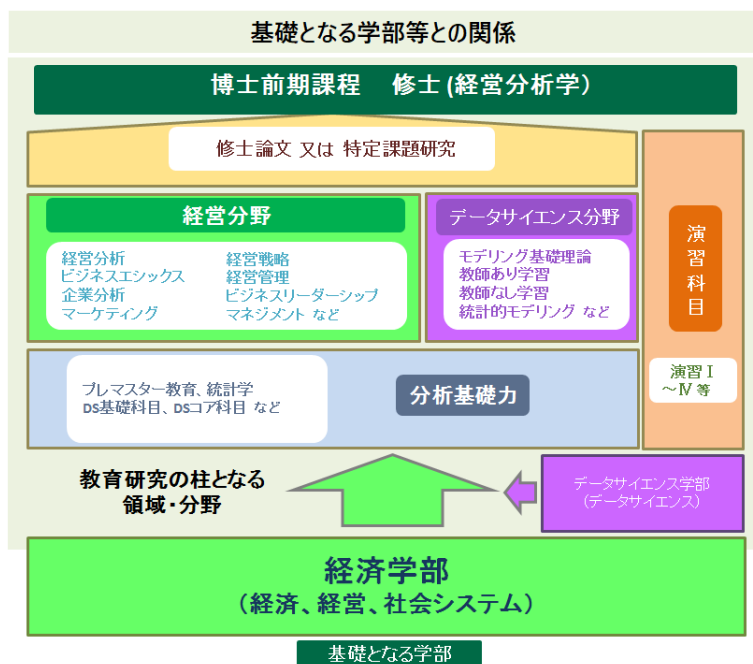 基礎となる学部等との関係
博士前期課程　修士(経営分析学)
修士論文 又は 特定課題研究
経営分野
経営分析
ビジネスエシックス
企業分析
マーケティング
経営戦略
経営管理
ビジネスリーダーシップ
マネジメント など
データサイエンス分野
モデリング基礎理論
教師あり学習
教師なし学習
統計的モデリング など
演習科目
演習Ⅰ
～Ⅳ 等
プレマスター教育、統計学
DS基礎科目、DSコア科目 など
分析基礎力
教育研究の柱となる
領域・分野
データサイエンス学部
（データサイエンス）
経済学部
（経済、経営、社会システム）
基礎となる学部